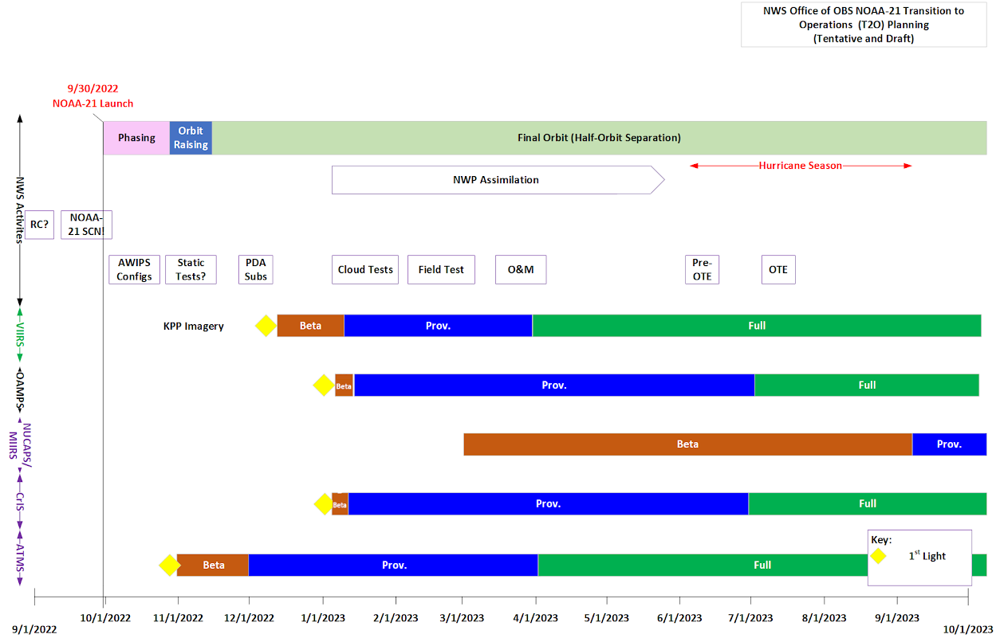 NWS Office of OBS NOAA-21 Transition to
Operations (T2O) Planning
(Tentative and Draft)
9/30/2022
NOAA-21 Launch
Phasing
Orbit
Raising
Final Orbit (Half-Orbit Separation)
NWP Assimilation
Hurricane Season
NWS Activites
RC?
NOAA-
21 SCN!
AWIPS
Configs
Static
Tests?
PDA
Subs
Cloud Tests
Field Test
O&M
Pre-
OTE
OTE
VIIRS
KPP Imagery
Beta
Prov.
Full
OAMPS
Beta
Prov.
Full
NUCAPS/
MIIRS
Beta
Prov.
CrIS
Beta
Prov.
Full
ATMS
Beta
Prov.
Full
Key:
1st Light
9/1/2022
10/1/2022
11/1/2022
12/1/2022
1/1/2023
2/1/2023
3/1/2023
4/1/2023
5/1/2023
6/1/2023
7/1/2023
8/1/2023
9/1/2023
10/1/2023